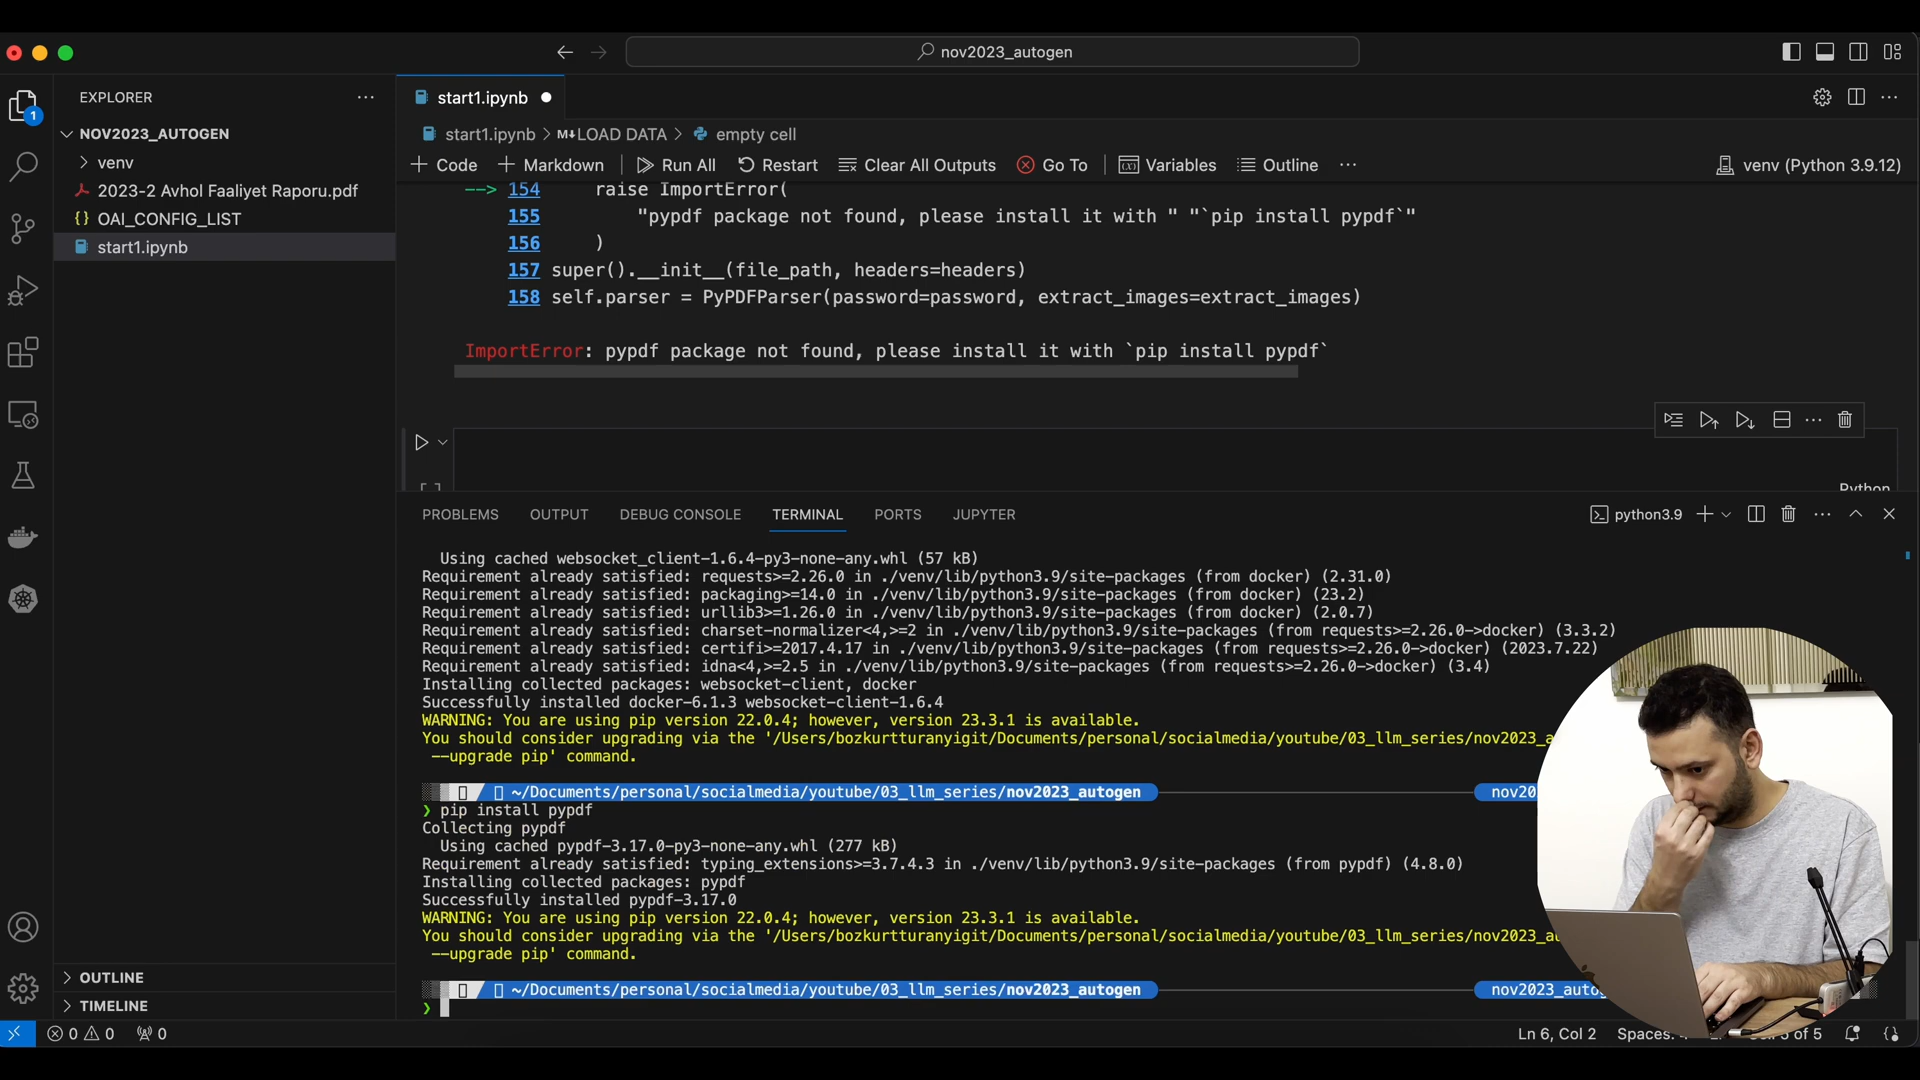 nov2023_autogen
EXPLORER
NOV2023_AUTOGEN
venv
2023-2 Avhol Faaliyet Raporu.pdf
OAI_CONFIG_LIST
start1.ipynb
1
OUTLINE
TIMELINE
start1.ipynb
start1.ipynb > M↓LOAD DATA > empty cell
+ Code + Markdown Run All Restart Clear All Outputs Go To Variables Outline ... venv (Python 3.9.12)
--> 154 raise ImportError(
155 "pypdf package not found, please install it with " "`pip install pypdf`"
156 )
157 super().__init__(file_path, headers=headers)
158 self.parser = PyPDFParser(password=password, extract_images=extract_images)
ImportError: pypdf package not found, please install it with `pip install pypdf`
[ ]
Python
PROBLEMS OUTPUT DEBUG CONSOLE TERMINAL PORTS JUPYTER python3.9
Using cached websocket_client-1.6.4-py3-none-any.whl (57 kB)
Requirement already satisfied: requests>=2.26.0 in ./venv/lib/python3.9/site-packages (from docker) (2.31.0)
Requirement already satisfied: packaging>=14.0 in ./venv/lib/python3.9/site-packages (from docker) (23.2)
Requirement already satisfied: urllib3>=1.26.0 in ./venv/lib/python3.9/site-packages (from docker) (2.0.7)
Requirement already satisfied: charset-normalizer<4,>=2 in ./venv/lib/python3.9/site-packages (from requests>=2.26.0->docker) (3.3.2)
Requirement already satisfied: certifi>=2017.4.17 in ./venv/lib/python3.9/site-packages (from requests>=2.26.0->docker) (2023.7.22)
Requirement already satisfied: idna<4,>=2.5 in ./venv/lib/python3.9/site-packages (from requests>=2.26.0->docker) (3.4)
Installing collected packages: websocket-client, docker
Successfully installed docker-6.1.3 websocket-client-1.6.4
WARNING: You are using pip version 22.0.4; however, version 23.3.1 is available.
You should consider upgrading via the '/Users/bozkurtturanyigit/Documents/personal/socialmedia/youtube/03_llm_series/nov2023_a
--upgrade pip' command.
~/Documents/personal/socialmedia/youtube/03_llm_series/nov2023_autogen nov20
❯ pip install pypdf
Collecting pypdf
Using cached pypdf-3.17.0-py3-none-any.whl (277 kB)
Requirement already satisfied: typing_extensions>=3.7.4.3 in ./venv/lib/python3.9/site-packages (from pypdf) (4.8.0)
Installing collected packages: pypdf
Successfully installed pypdf-3.17.0
WARNING: You are using pip version 22.0.4; however, version 23.3.1 is available.
You should consider upgrading via the '/Users/bozkurtturanyigit/Documents/personal/socialmedia/youtube/03_llm_series/nov2023_a
--upgrade pip' command.
~/Documents/personal/socialmedia/youtube/03_llm_series/nov2023_autogen nov2023_autog
❯
0 0 0 Ln 6, Col 2 Spaces: of 5